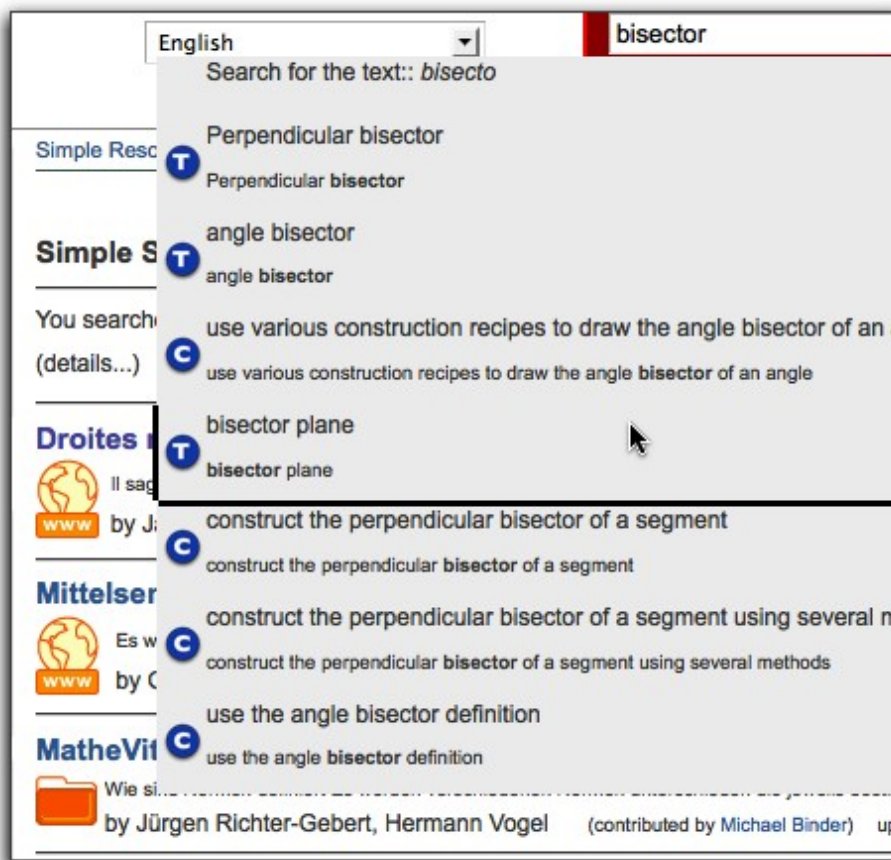 English
bisector
Search for the text:: bisecto
Simple Resc
T
Perpendicular bisector
Perpendicular bisector
Simple S
T
angle bisector
angle bisector
You search
(details...)
C
use various construction recipes to draw the angle bisector of an
use various construction recipes to draw the angle bisector of an angle
Droites
T
bisector plane
bisector plane
Il sag
www
by Ja
C
construct the perpendicular bisector of a segment
construct the perpendicular bisector of a segment
Mittelser
Es w
www
by
C
construct the perpendicular bisector of a segment using several
construct the perpendicular bisector of a segment using several methods
MatheVit
C
use the angle bisector definition
use the angle bisector definition
Wie
by Jürgen Richter-Gebert, Hermann Vogel (contributed by Michael Binder) up